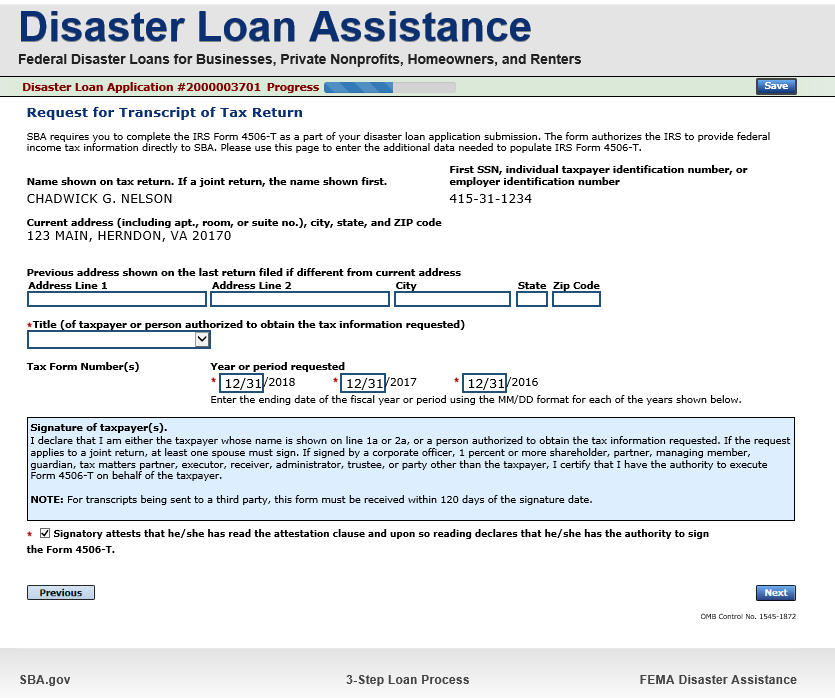 Disaster Loan Assistance
Federal Disaster Loans for Businesses, Private Nonprofits, Homeowners, and Renters
Disaster Loan Application #2000003701 Progress
Save
Request for Transcript of Tax Return
SBA requires you to complete the IRS Form 4506-T as a part of your disaster loan application submission. The form authorizes the IRS to provide federal
income tax information directly to SBA. Please use this page to enter the additional data needed to populate IRS Form 4506-T.
Name shown on tax return. If a joint return, the name shown first.
First SSN, individual taxpayer identification number, or
employer identification number
CHADWICK G. NELSON
415-31-1234
Current address (including apt., room, or suite no.), city, state, and ZIP code
123 MAIN, HERNDON, VA 20170
Previous address shown on the last return filed if different from current address
Address Line 1 Address Line 2 City State Zip Code
*Title (of taxpayer or person authorized to obtain the tax information requested)
Tax Form Number(s) Year or period requested
* 12/31/2018 * 12/31/2017 * 12/31/2016
Enter the ending date of the fiscal year or period using the MM/DD format for each of the years shown below.
Signature of taxpayer(s).
I declare that I am either the taxpayer whose name is shown on line 1a or 2a, or a person authorized to obtain the tax information requested. If the request
applies to a joint return, at least one spouse must sign. If signed by a corporate officer, 1 percent or more shareholder, partner, managing member,
guardian, tax matters partner, executor, receiver, administrator, trustee, or party other than the taxpayer, I certify that I have the authority to execute
Form 4506-T on behalf of the taxpayer.
NOTE: For transcripts being sent to a third party, this form must be received within 120 days of the signature date.
* Signatory attests that he/she has read the attestation clause and upon so reading declares that he/she has the authority to sign
the Form 4506-T.
Previous
Next
OMB Control No. 1545-1872
SBA.gov
3-Step Loan Process
FEMA Disaster Assistance